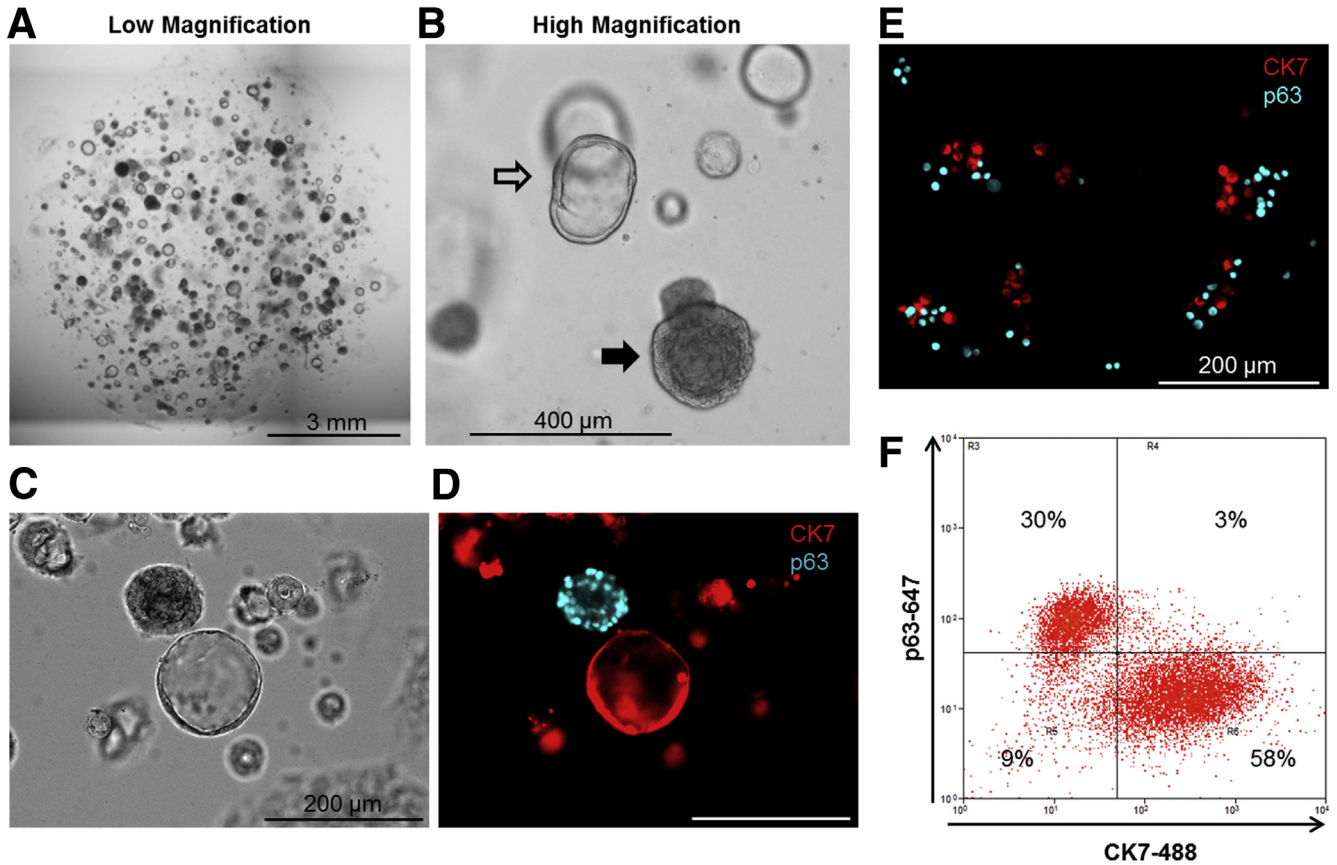 A
Low Magnification
3 mm
B
High Magnification
400 µm
C
200 µm
D
CK7
p63
E
CK7
p63
200 µm
F
p63-647
10⁴
10³
10²
10¹
10⁰
R3
R4
30%
3%
R5
R6
9%
58%
10⁰
10¹
10²
10³
10⁴
CK7-488